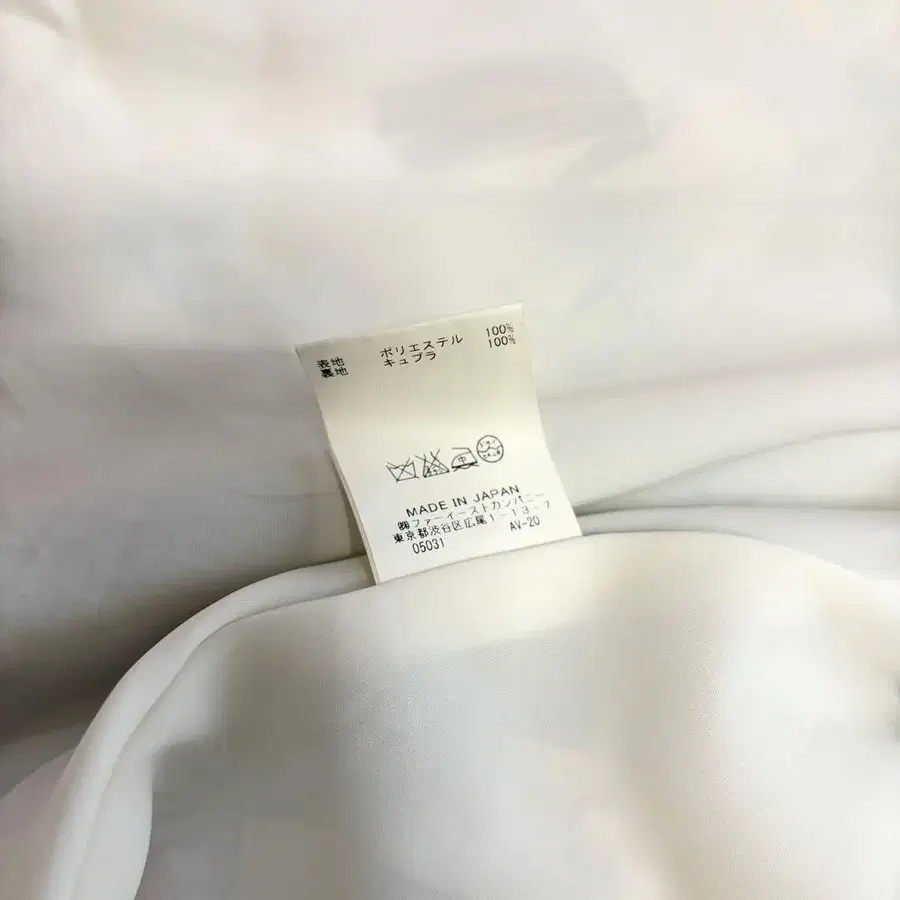 表地 ポリエステル 100%
裏地 キュプラ 100%
MADE IN JAPAN
㈱ファーイーストカンパニー
東京都渋谷区広尾1-13-7
05031 AV-20